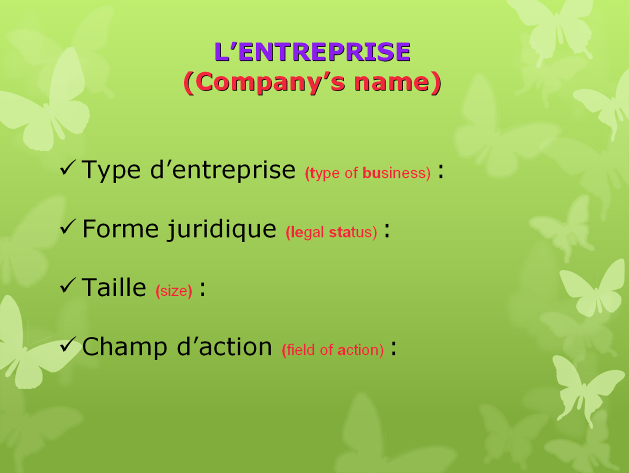 L’ENTREPRISE
(Company’s name)
✓ Type d’entreprise (type of business) :
✓ Forme juridique (legal status) :
✓ Taille (size) :
✓ Champ d’action (field of action) :